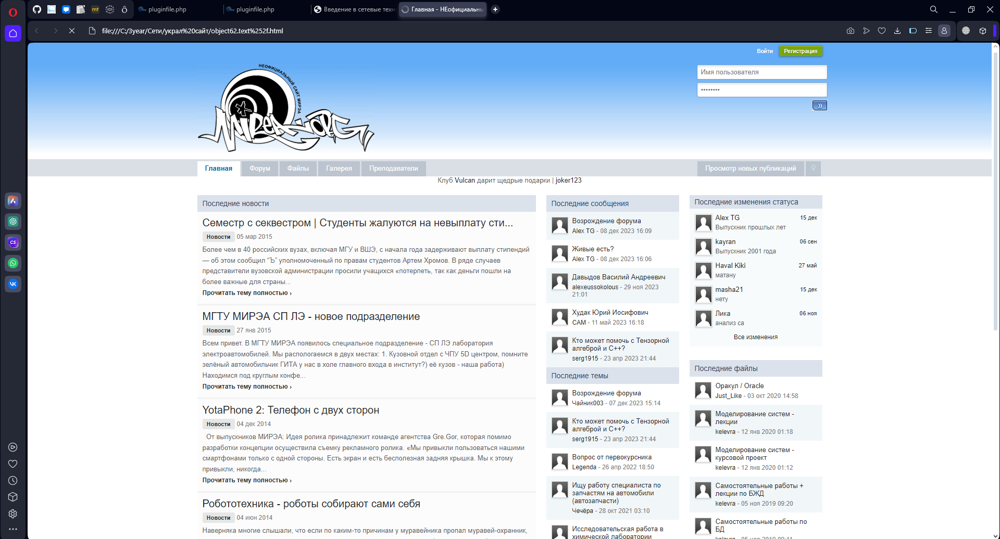 pluginfile.php
pluginfile.php
Введение в сетевые техн
Главная - НЕофициальны
file:///C:/3year/Сети/украл%20сайт/object62.text%252f.html
Войти
Регистрация
НЕОФИЦИАЛЬНЫЙ САЙТ МИРЭА
Имя пользователя
••••••••
»
Главная
Форум
Файлы
Галерея
Преподаватели
Просмотр новых публикаций
Клуб Vulcan дарит щедрые подарки | joker123
Последние новости
Семестр с секвестром | Студенты жалуются на невыплату сти...
Новости 05 мар 2015
Более чем в 40 российских вузах, включая МГУ и ВШЭ, с начала года задерживают выплату стипендий
— об этом сообщил “Ъ” уполномоченный по правам студентов Артем Хромов. В ряде случаев
представители вузовской администрации просили учащихся «потерпеть, так как деньги пошли на
более важные для страны...
Прочитать тему полностью ›
МГТУ МИРЭА СП ЛЭ - новое подразделение
Новости 27 янв 2015
Всем привет. В МГТУ МИРЭА появилось специальное подразделение - СП ЛЭ лаборатория
электроавтомобилей. Мы распологаемся в двух местах: 1. Кузовной отдел с ЧПУ 5D центром, помните
зелёный автомобильчик ГИТА у нас в холе главного входа в институт?) её кузов - наша работа)
Находимся под круглым конфе...
Прочитать тему полностью ›
YotaPhone 2: Телефон с двух сторон
Новости 04 дек 2014
От выпускников МИРЭА: Идея ролика принадлежит команде агентства Gre.Gor, которая помимо
разработки концепции осуществила съемку рекламного ролика. «Мы привыкли пользоваться нашими
смартфонами только с одной стороны. Есть экран и есть бесполезная задняя крышка. Мы к этому
привыкли, никогда...
Прочитать тему полностью ›
Робототехника - роботы собирают сами себя
Новости 04 июн 2014
Наверняка многие слышали, что если по каким-то причинам у муравейника пропал муравей-охранник,
Последние сообщения
Возрождение форума
Alex TG - 08 дек 2023 16:09
Живые есть?
Alex TG - 08 дек 2023 16:06
Давыдов Василий Андреевич
alexeussokolous - 29 ноя 2023
21:01
Худак Юрий Иосифович
САМ - 11 май 2023 16:18
Кто может помочь с Тензорной
алгеброй и С++?
serg1915 - 23 апр 2023 21:44
Последние темы
Возрождение форума
Чайник003 - 07 дек 2023 15:14
Кто может помочь с Тензорной
алгеброй и С++?
serg1915 - 23 апр 2023 21:44
Вопрос от первокурсника
Legenda - 26 апр 2022 18:50
Ищу работу специалиста по
запчастям на автомобили
(автозапчасти)
Чечёра - 28 окт 2021 03:10
Исследовательская работа в
химической лаборатории
Последние изменения статуса
Alex TG 15 дек
Выпускник прошлых лет
kayran 06 сен
Выпускник 2001 года
Haval Kiki 27 май
матану
masha21 15 дек
нету
Лика 06 ноя
анализ са
Все изменения
Последние файлы
Оракул / Oracle
Just_Like - 03 окт 2020 14:58
Моделирование систем -
лекции
kelevra - 12 янв 2020 01:18
Моделирование систем -
курсовой проект
kelevra - 12 янв 2020 01:12
Самостоятельные работы +
лекции по БЖД
kelevra - 05 ноя 2019 09:20
Самостоятельные работы по
БД
kelevra - 05 ноя 2019 09:11